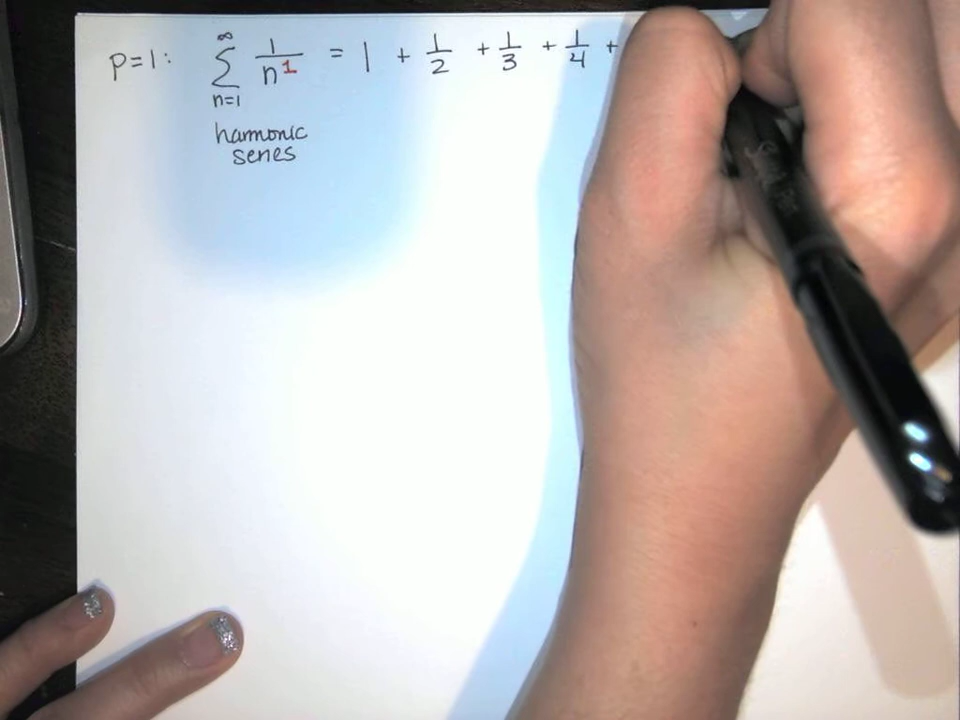 p=1: ∞∑n=1 1/n^1 = 1 + 1/2 + 1/3 + 1/4 +
harmonic
series